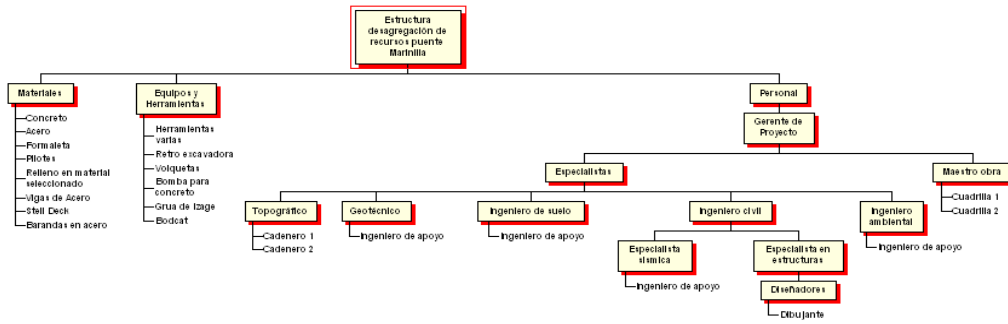 Estructura
desagregación de
recursos puente
Marinilla
Materiales
Concreto
Acero
Formaleta
Pilotes
Relleno en material
seleccionado
Vigas de Acero
Stell Deck
Barandas en acero
Equipos y
Herramientas
Herramientas
varias
Retro escavadora
Volquetas
Bomba para
concreto
Grua de izage
Bodcat
Personal
Gerente de
Proyecto
Especialistas
Topográfico
Cadenero 1
Cadenero 2
Geotécnico
Ingeniero de apoyo
Ingeniero de suelo
Ingeniero de apoyo
Ingeniero civil
Especialista
sísmica
Ingeniero de apoyo
Especialista en
estructuras
Diseñadores
Dibujante
Ingeniero
ambiental
Ingeniero de apoyo
Maestro obra
Cuadrilla 1
Cuadrilla 2